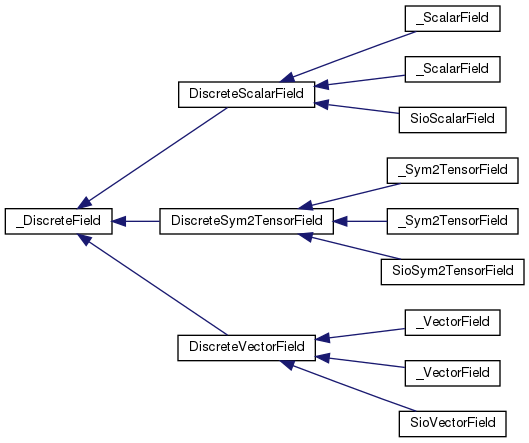 _ScalarField
_ScalarField
DiscreteScalarField
SioScalarField
_Sym2TensorField
_DiscreteField
DiscreteSym2TensorField
_Sym2TensorField
SioSym2TensorField
_VectorField
DiscreteVectorField
_VectorField
SioVectorField